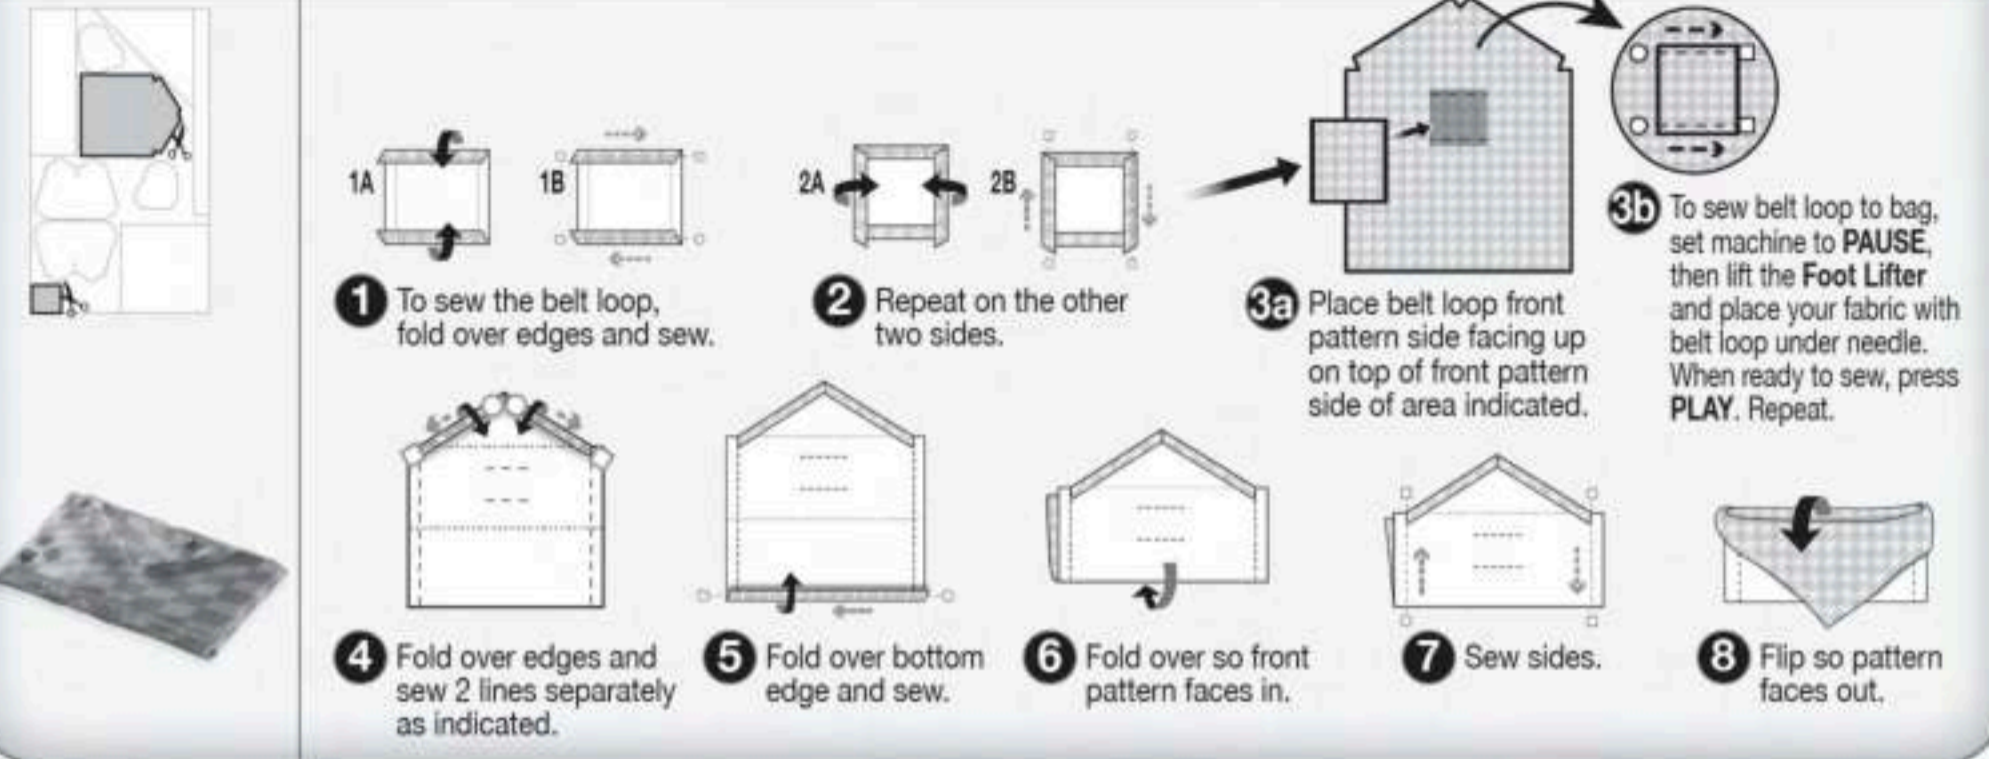 1A
1B
1 To sew the belt loop,
fold over edges and sew.
2A
2B
2 Repeat on the other
two sides.
3a Place belt loop front
pattern side facing up
on top of front pattern
side of area indicated.
3b To sew belt loop to bag,
set machine to PAUSE,
then lift the Foot Lifter
and place your fabric with
belt loop under needle.
When ready to sew, press
PLAY. Repeat.
4 Fold over edges and
sew 2 lines separately
as indicated.
5 Fold over bottom
edge and sew.
6 Fold over so front
pattern faces in.
7 Sew sides.
8 Flip so pattern
faces out.